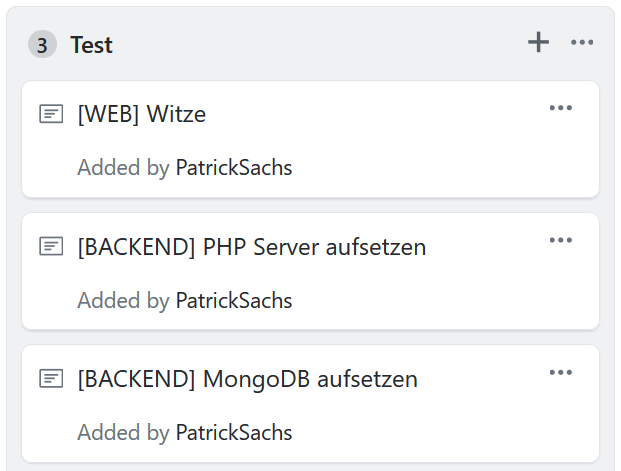 3 Test
[WEB] Witze
Added by PatrickSachs
[BACKEND] PHP Server aufsetzen
Added by PatrickSachs
[BACKEND] MongoDB aufsetzen
Added by PatrickSachs